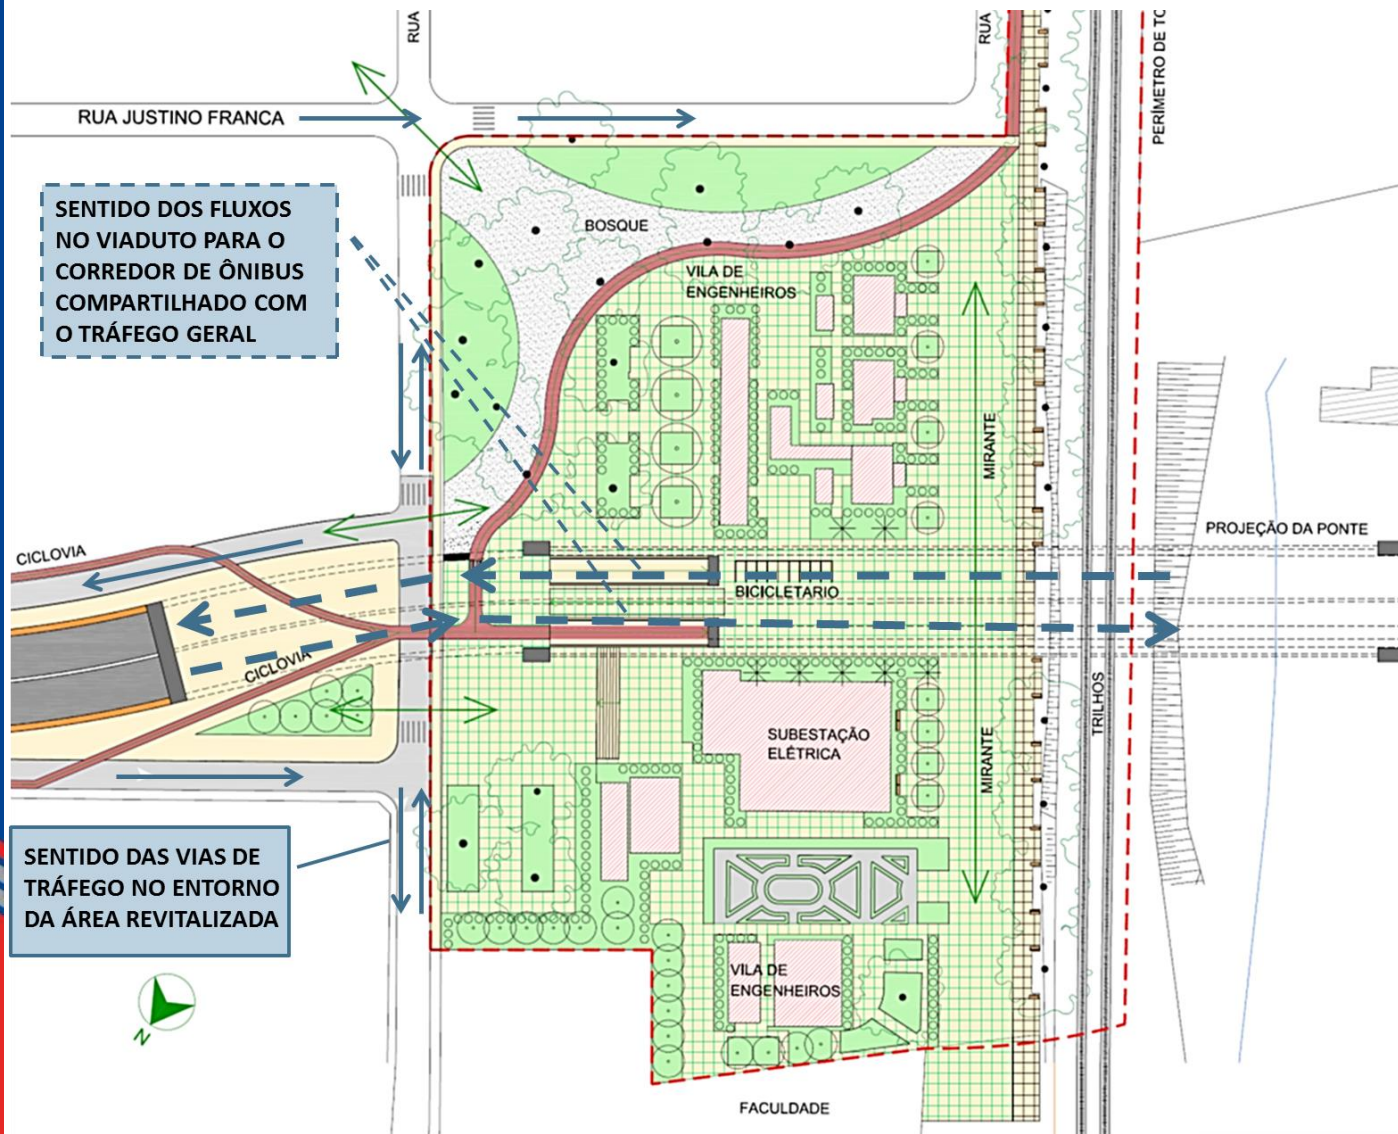 RUA
RUA
PERÍMETRO DE TO
RUA JUSTINO FRANCA
SENTIDO DOS FLUXOS
NO VIADUTO PARA O
CORREDOR DE ÔNIBUS
COMPARTILHADO COM
O TRÁFEGO GERAL
BOSQUE
VILA DE
ENGENHEIROS
MIRANTE
PROJEÇÃO DA PONTE
CICLOVIA
BICICLETARIO
CICLOVIA
TRILHOS
SUBESTAÇÃO
ELÉTRICA
MIRANTE
SENTIDO DAS VIAS DE
TRÁFEGO NO ENTORNO
DA ÁREA REVITALIZADA
VILA DE
ENGENHEIROS
N
FACULDADE